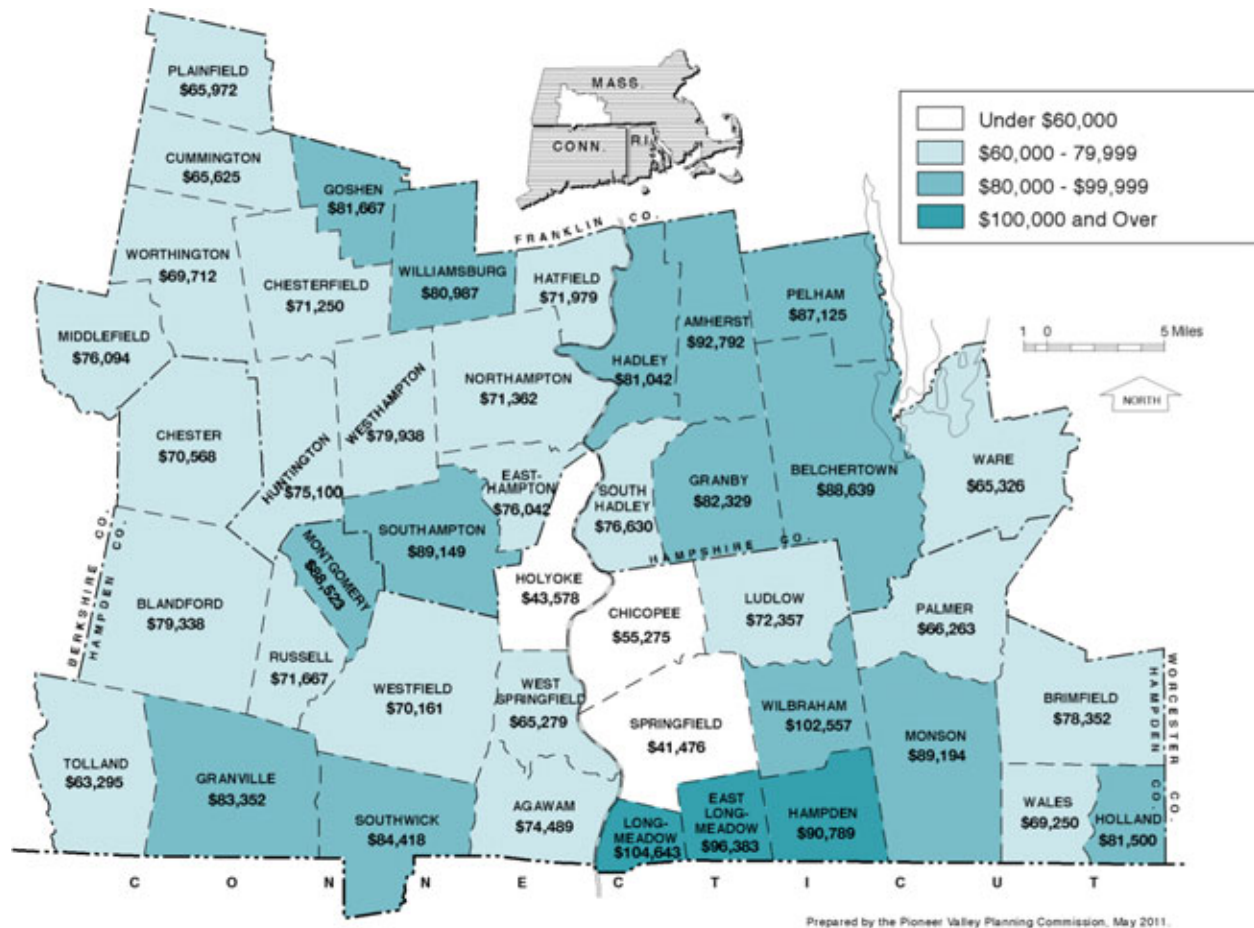 PLAINFIELD
$65,972
CUMMINGTON
$65,625
GOSHEN
$81,667
WORTHINGTON
$69,712
CHESTERFIELD
$71,250
WILLIAMSBURG
$80,987
HATFIELD
$71,979
MIDDLEFIELD
$76,094
MASS.
CONN.
R.I.
Under $60,000
$60,000 - 79,999
$80,000 - $99,999
$100,000 and Over
FRANKLIN CO.
HADLEY
$81,042
AMHERST
$92,792
PELHAM
$87,125
1 0 5 Miles
NORTH
NORTHAMPTON
$71,362
WESTHAMPTON
$79,938
CHESTER
$70,568
HUNTINGTON
$75,100
EAST-
HAMPTON
$76,042
SOUTH
HADLEY
$76,630
GRANBY
$82,329
BELCHERTOWN
$88,639
WARE
$65,326
SOUTHAMPTON
$89,149
MONTGOMERY
HAMPSHIRE CO.
BERKSHIRE CO.
HAMPDEN CO.
BLANDFORD
$79,338
RUSSELL
$71,667
HOLYOKE
$43,578
CHICOPEE
$55,275
LUDLOW
$72,357
PALMER
$66,263
WESTFIELD
$70,161
WEST
SPRINGFIELD
$65,279
SPRINGFIELD
$41,476
WILBRAHAM
$102,557
MONSON
$89,194
BRIMFIELD
$78,352
WORCESTER CO.
HAMPDEN CO.
TOLLAND
$63,295
GRANVILLE
$83,352
SOUTHWICK
$84,418
AGAWAM
$74,489
LONG-
MEADOW
$104,643
EAST
LONG-
MEADOW
$96,383
HAMPDEN
$90,789
WALES
$69,250
HOLLAND
$81,500
C O N N E C T I C U T
Prepared by the Pioneer Valley Planning Commission, May 2011.